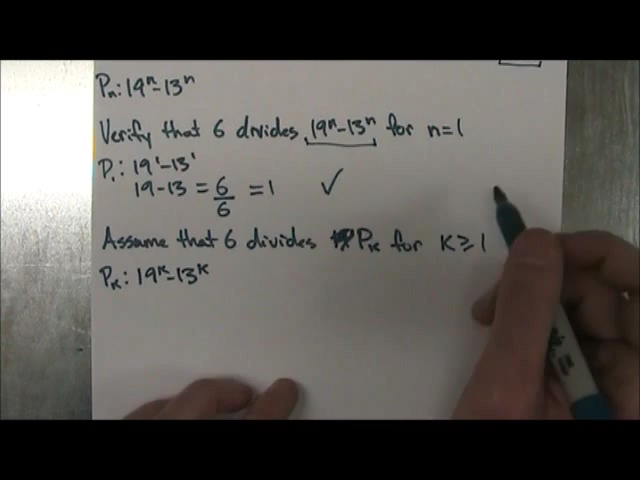 Pₙ: 19ⁿ-13ⁿ
Verify that 6 divides 19ⁿ-13ⁿ for n=1
P₁: 19¹-13¹
19-13 = 6/6 = 1 ✓
Assume that 6 divides Pₖ for k≥1
Pₖ: 19ᵏ-13ᵏ